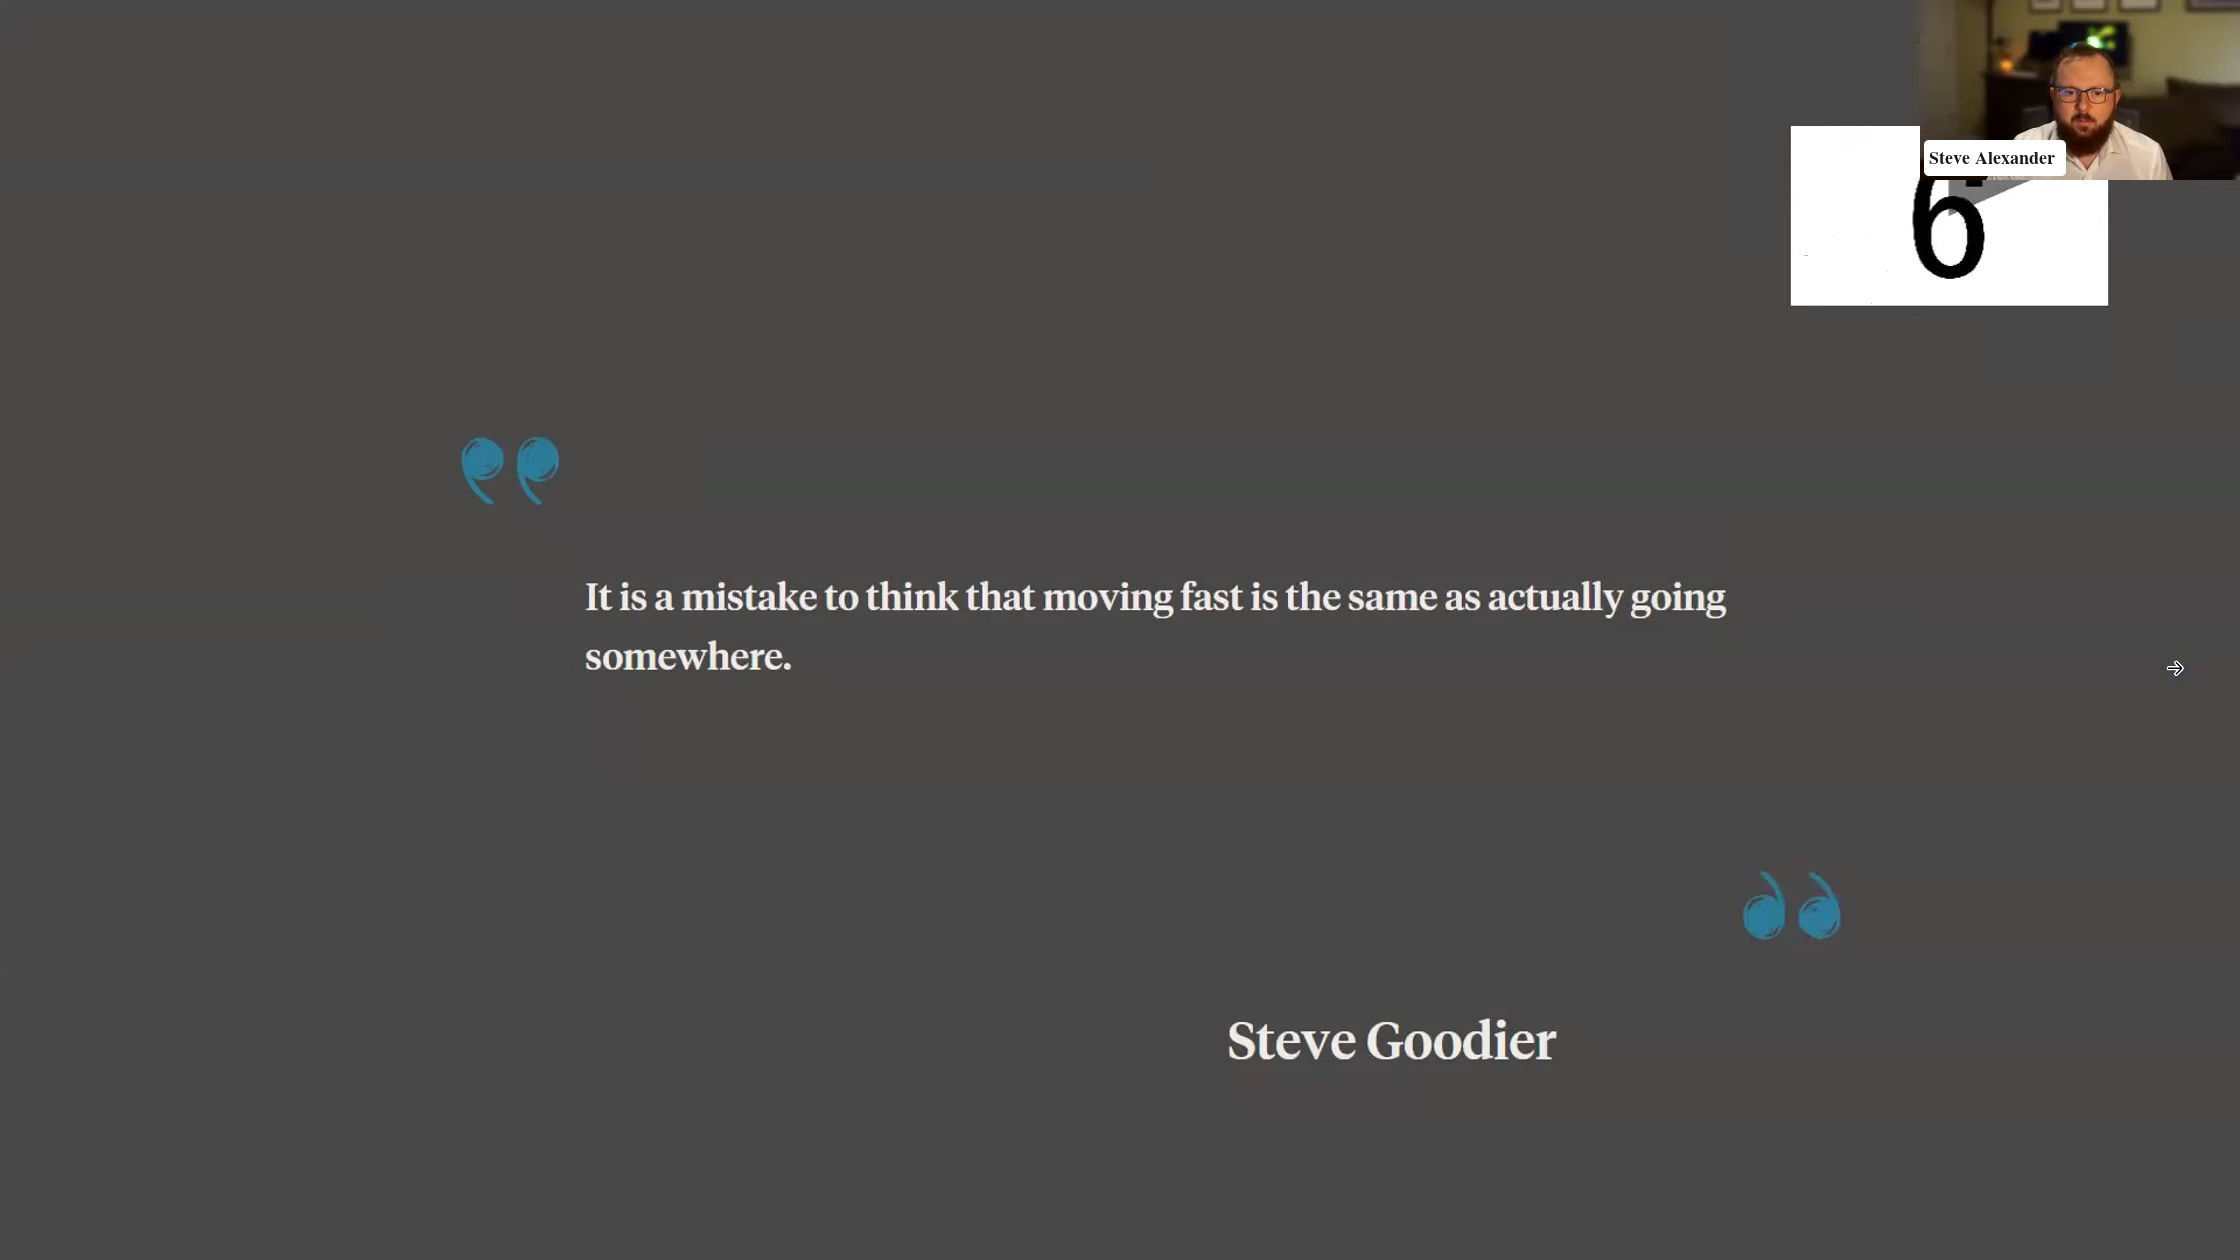 Steve Alexander
6
It is a mistake to think that moving fast is the same as actually going
somewhere.
Steve Goodier